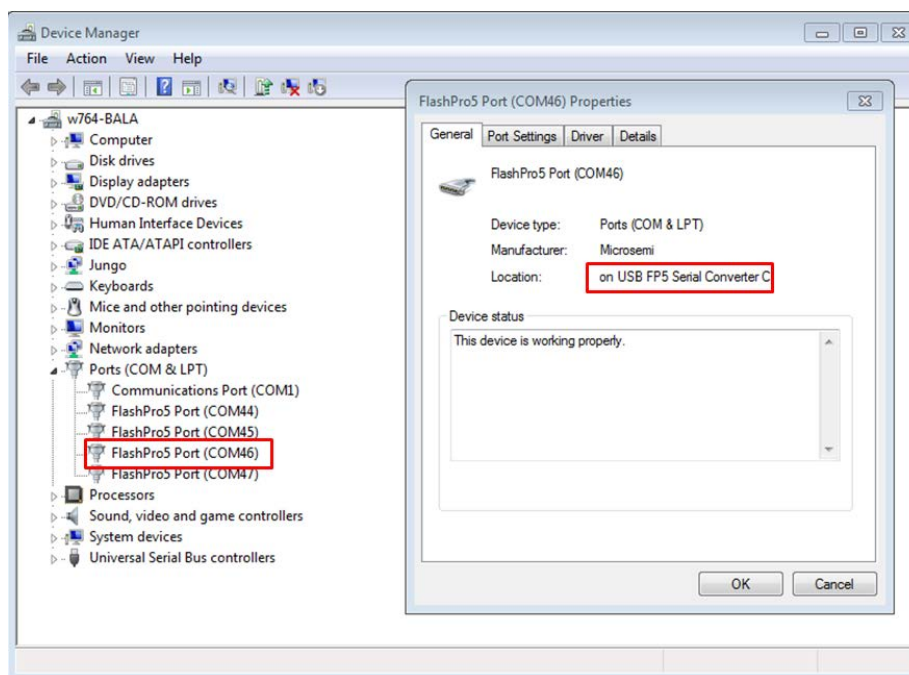 Device Manager
File Action View Help
w764-BALA
Computer
Disk drives
Display adapters
DVD/CD-ROM drives
Human Interface Devices
IDE ATA/ATAPI controllers
Jungo
Keyboards
Mice and other pointing devices
Monitors
Network adapters
Ports (COM & LPT)
Communications Port (COM1)
FlashPro5 Port (COM44)
FlashPro5 Port (COM45)
FlashPro5 Port (COM46)
FlashPro5 Port (COM47)
Processors
Sound, video and game controllers
System devices
Universal Serial Bus controllers
FlashPro5 Port (COM46) Properties
General Port Settings Driver Details
FlashPro5 Port (COM46)
Device type: Ports (COM & LPT)
Manufacturer: Microsemi
Location: on USB FP5 Serial Converter C
Device status
This device is working properly.
OK Cancel